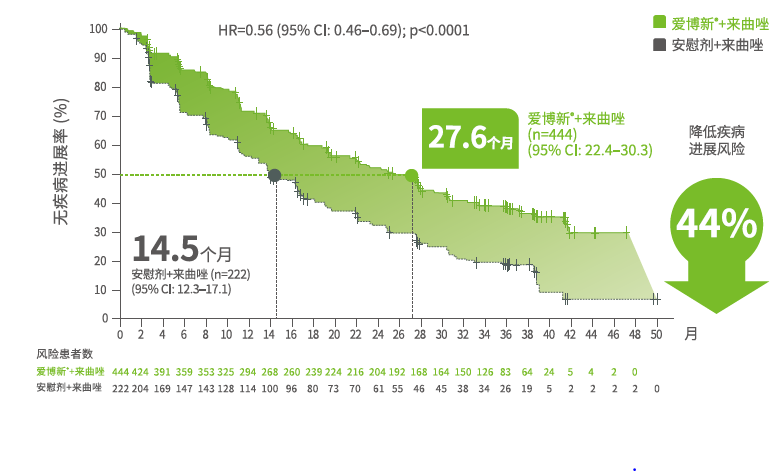 HR=0.56 (95% CI: 0.46–0.69); p<0.0001
爱博新®+来曲唑
安慰剂+来曲唑
无疾病进展率 (%)
100
90
80
70
60
50
40
30
20
10
0
27.6个月
爱博新®+来曲唑
(n=444)
(95% CI: 22.4–30.3)
降低疾病
进展风险
44%
14.5个月
安慰剂+来曲唑 (n=222)
(95% CI: 12.3–17.1)
0 2 4 6 8 10 12 14 16 18 20 22 24 26 28 30 32 34 36 38 40 42 44 46 48 50 月
风险患者数
爱博新®+来曲唑 444 424 391 359 353 325 294 268 260 239 224 216 204 192 168 164 150 126 83 64 24 5 4 2 0
安慰剂+来曲唑 222 204 169 147 143 128 114 100 96 80 73 70 61 55 46 45 38 34 26 19 5 2 2 2 2 0